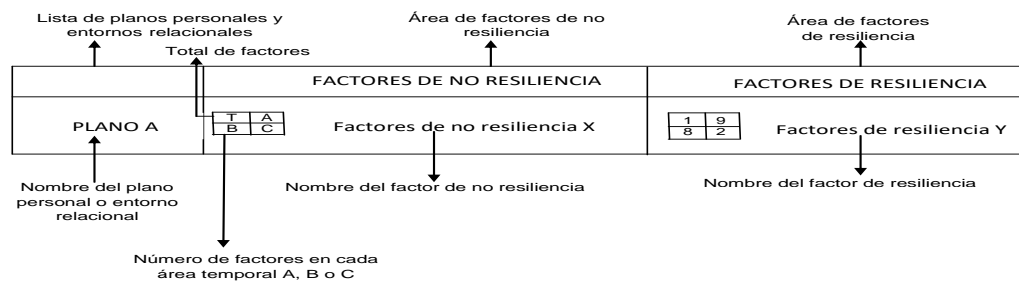 Lista de planos personales y
entornos relacionales
Total de factores
Área de factores de no
resiliencia
Área de factores
de resiliencia
FACTORES DE NO RESILIENCIA
FACTORES DE RESILIENCIA
PLANO A
T A
B C
Factores de no resiliencia X
1 9
8 2
Factores de resiliencia Y
Nombre del plano
personal o entorno
relacional
Nombre del factor de no resiliencia
Nombre del factor de resiliencia
Número de factores en cada
área temporal A, B o C